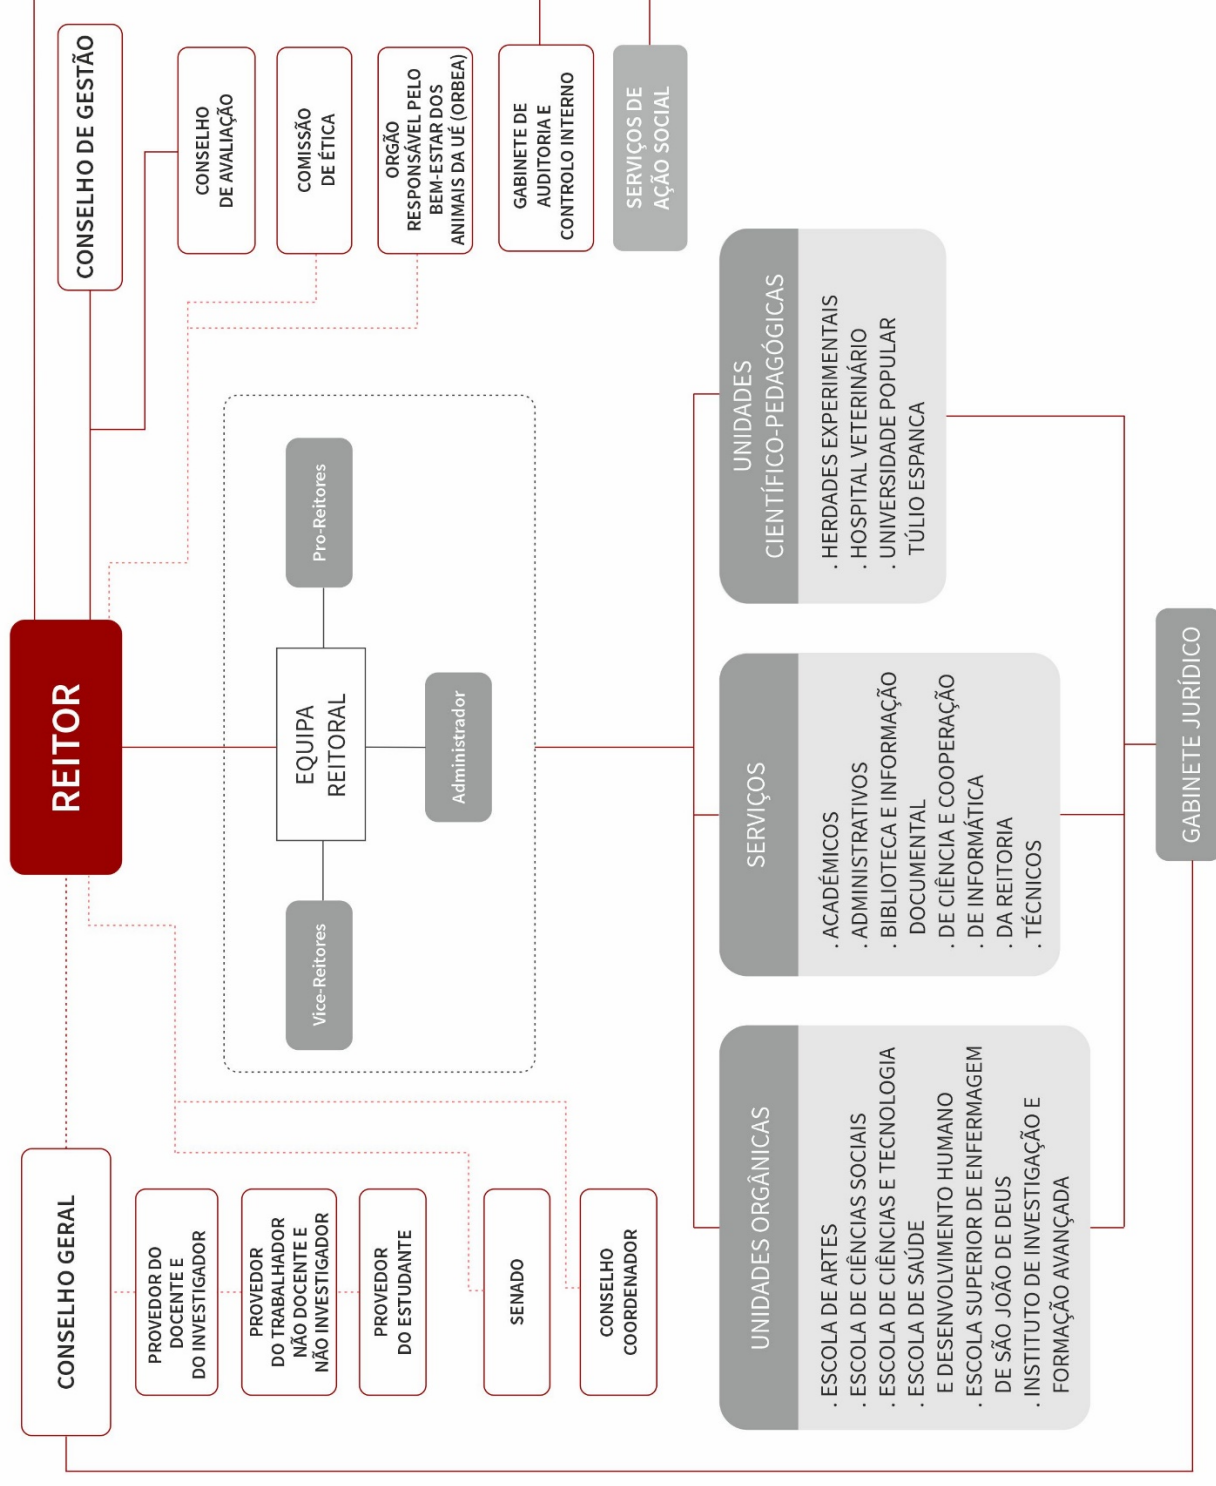 REITOR
CONSELHO GERAL
PROVEDOR DO
DOCENTE E
DO INVESTIGADOR
PROVEDOR
DO TRABALHADOR
NÃO DOCENTE E
NÃO INVESTIGADOR
PROVEDOR
DO ESTUDANTE
SENADO
CONSELHO
COORDENADOR
Vice-Reitores
EQUIPA
REITORAL
Pro-Reitores
Administrador
CONSELHO DE GESTÃO
CONSELHO
DE AVALIAÇÃO
COMISSÃO
DE ÉTICA
ORGÃO
RESPONSÁVEL PELO
BEM-ESTAR DOS
ANIMAIS DA UÉ (ORBEA)
GABINETE DE
AUDITORIA E
CONTROLO INTERNO
SERVIÇOS DE
AÇÃO SOCIAL
UNIDADES ORGÂNICAS
. ESCOLA DE ARTES
. ESCOLA DE CIÊNCIAS SOCIAIS
. ESCOLA DE CIÊNCIAS E TECNOLOGIA
. ESCOLA DE SAÚDE
E DESENVOLVIMENTO HUMANO
. ESCOLA SUPERIOR DE ENFERMAGEM
DE SÃO JOÃO DE DEUS
. INSTITUTO DE INVESTIGAÇÃO E
FORMAÇÃO AVANÇADA
SERVIÇOS
. ACADÉMICOS
. ADMINISTRATIVOS
. BIBLIOTECA E INFORMAÇÃO
DOCUMENTAL
. DE CIÊNCIA E COOPERAÇÃO
. DE INFORMÁTICA
. DA REITORIA
. TÉCNICOS
UNIDADES
CIENTÍFICO-PEDAGÓGICAS
. HERDADES EXPERIMENTAIS
. HOSPITAL VETERINÁRIO
. UNIVERSIDADE POPULAR
TÚLIO ESPANCA
GABINETE JURÍDICO